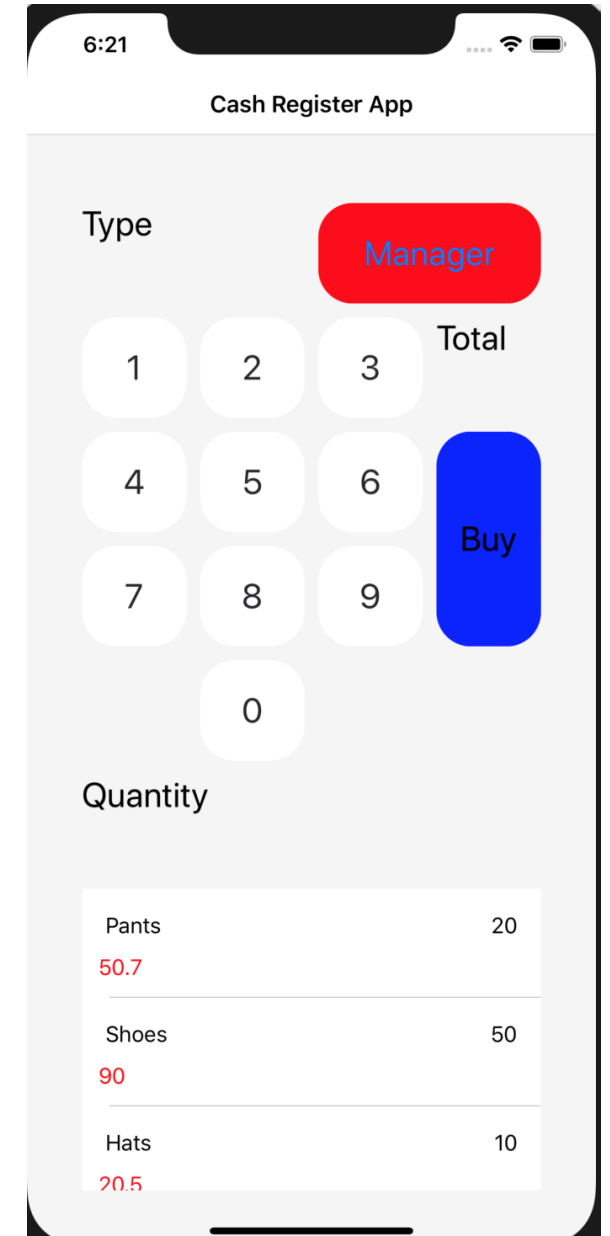 6:21
Cash Register App
Type
Manager
1 2 3 Total
4 5 6
Buy
7 8 9
0
Quantity
Pants 20
50.7
Shoes 50
90
Hats 10
20.5